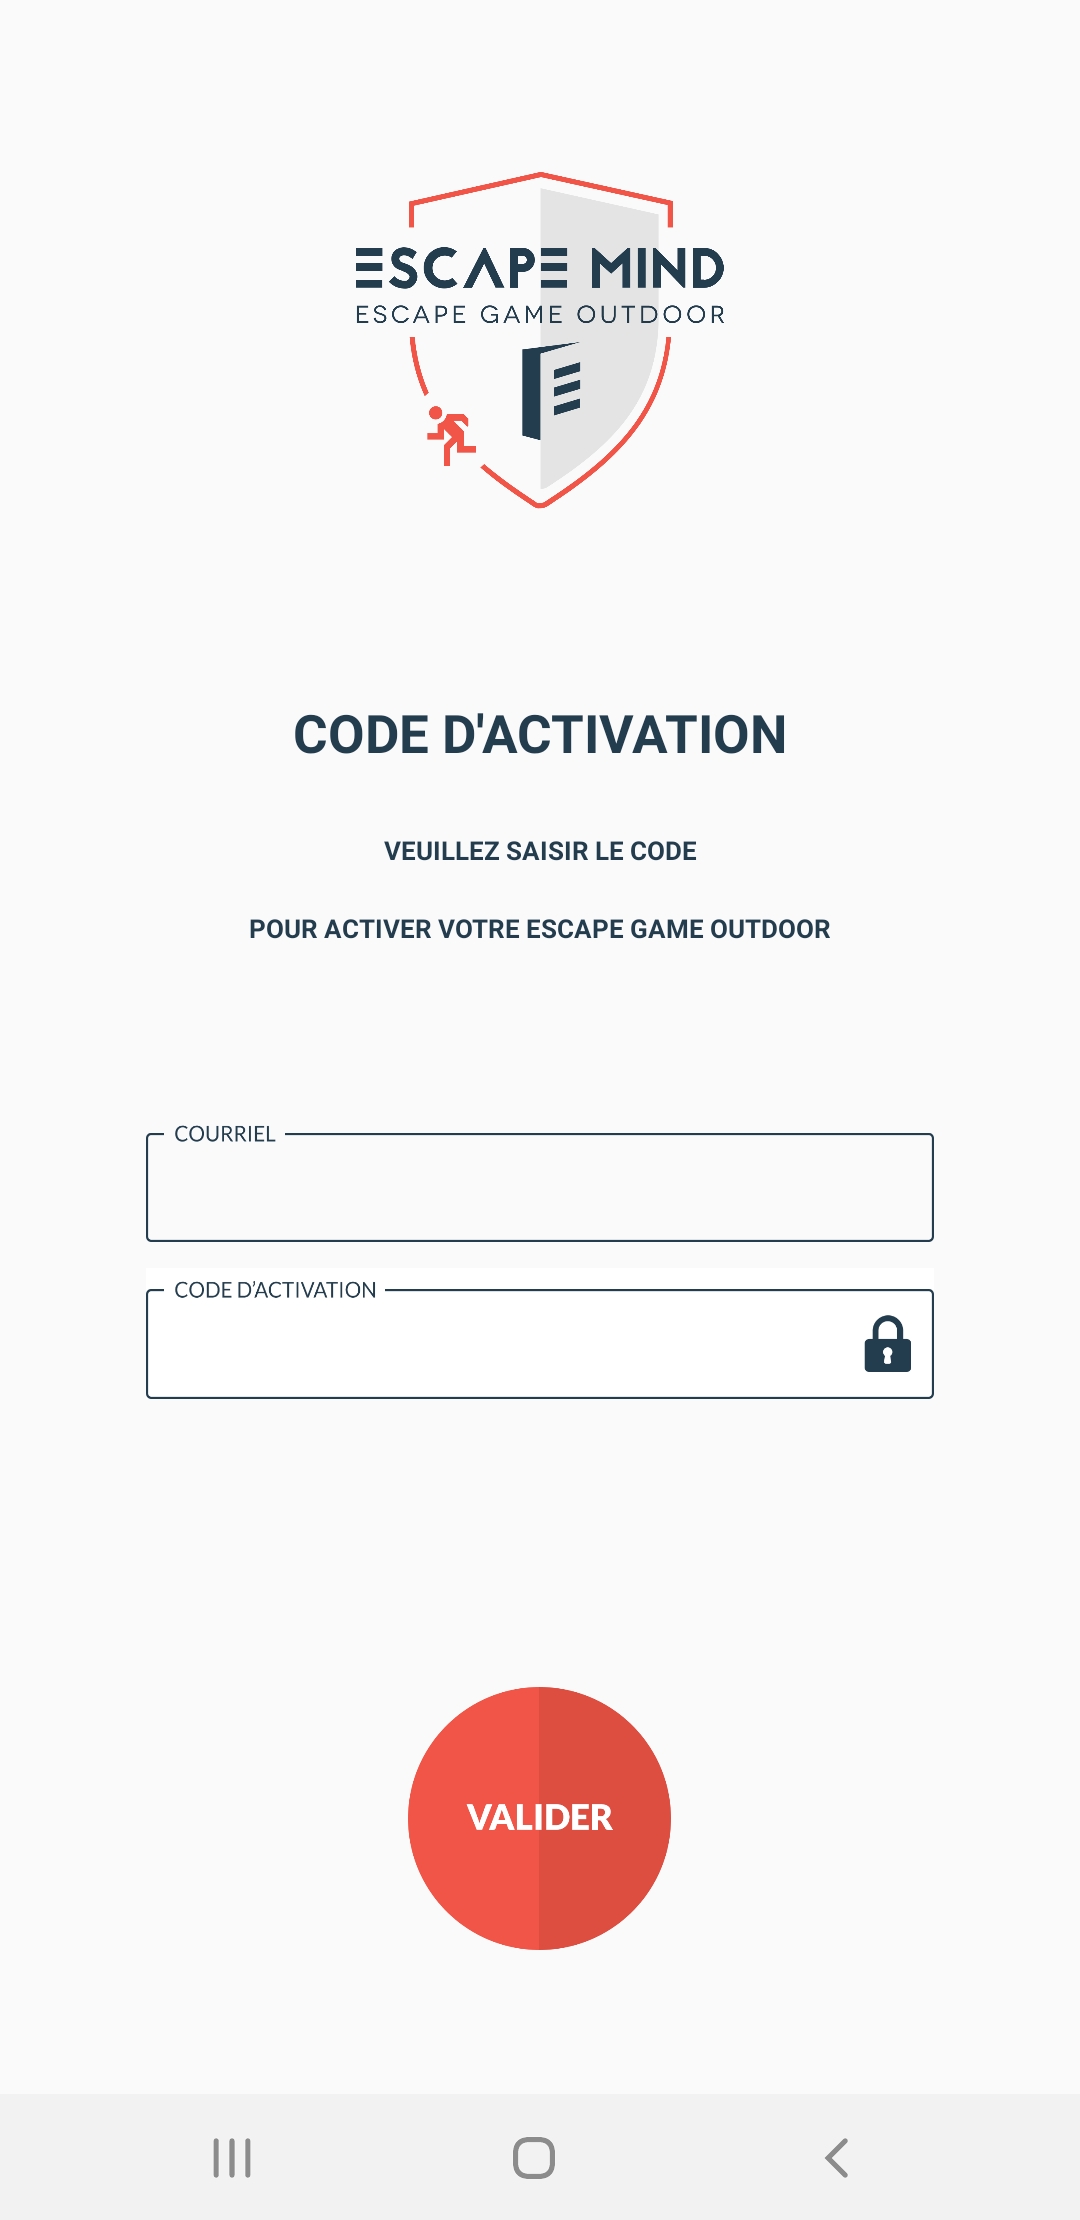 ESCAPE MIND
ESCAPE GAME OUTDOOR
CODE D'ACTIVATION
VEUILLEZ SAISIR LE CODE
POUR ACTIVER VOTRE ESCAPE GAME OUTDOOR
COURRIEL
CODE D'ACTIVATION
VALIDER